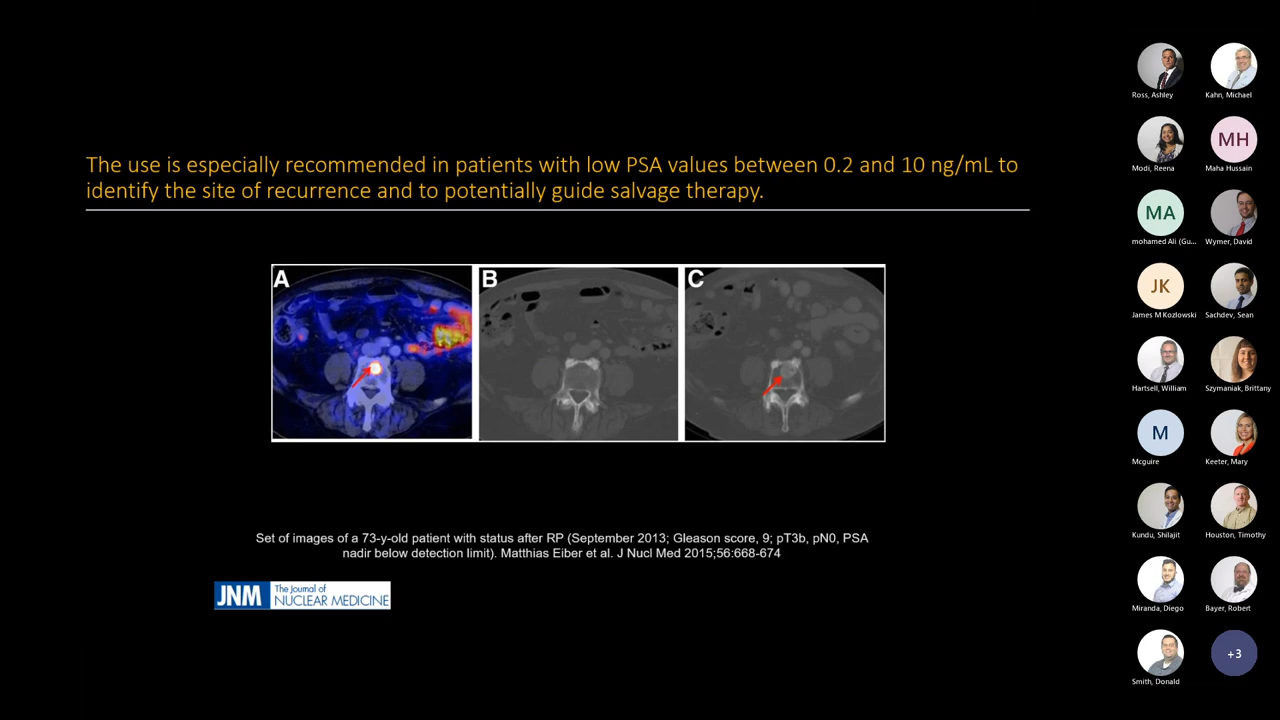 The use is especially recommended in patients with low PSA values between 0.2 and 10 ng/mL to
identify the site of recurrence and to potentially guide salvage therapy.
A
B
C
Set of images of a 73-y-old patient with status after RP (September 2013; Gleason score, 9; pT3b, pN0, PSA
nadir below detection limit). Matthias Eiber et al. J Nucl Med 2015;56:668-674
JNM
The Journal of
NUCLEAR MEDICINE
Ross, Ashley
Kahn, Michael
Modi, Reena
MH
Maha Hussain
MA
mohamed Ali (Gu...
Wymer, David
JK
James M Kozlowski
Sachdev, Sean
Hartsell, William
Szymaniak, Brittany
M
Mcguire
Keeter, Mary
Kundu, Shilajit
Houston, Timothy
Miranda, Diego
Bayer, Robert
Smith, Donald
+3